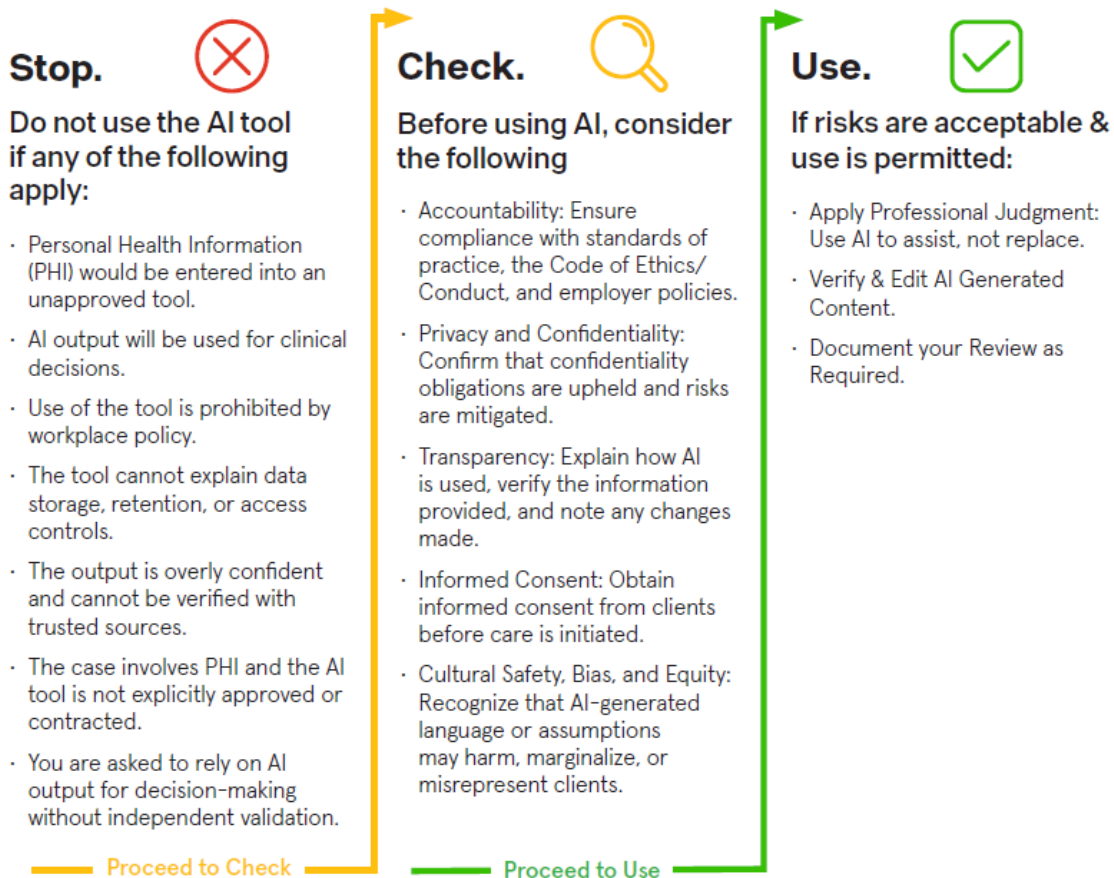 Stop.
Do not use the AI tool
if any of the following
apply:
· Personal Health Information
(PHI) would be entered into an
unapproved tool.
· AI output will be used for clinical
decisions.
· Use of the tool is prohibited by
workplace policy.
· The tool cannot explain data
storage, retention, or access
controls.
· The output is overly confident
and cannot be verified with
trusted sources.
· The case involves PHI and the AI
tool is not explicitly approved or
contracted.
· You are asked to rely on AI
output for decision-making
without independent validation.
Proceed to Check
Check.
Before using AI, consider
the following
· Accountability: Ensure
compliance with standards of
practice, the Code of Ethics/
Conduct, and employer policies.
· Privacy and Confidentiality:
Confirm that confidentiality
obligations are upheld and risks
are mitigated.
· Transparency: Explain how AI
is used, verify the information
provided, and note any changes
made.
· Informed Consent: Obtain
informed consent from clients
before care is initiated.
· Cultural Safety, Bias, and Equity:
Recognize that AI-generated
language or assumptions
may harm, marginalize, or
misrepresent clients.
Proceed to Use
Use.
If risks are acceptable &
use is permitted:
· Apply Professional Judgment:
Use AI to assist, not replace.
· Verify & Edit AI Generated
Content.
· Document your Review as
Required.